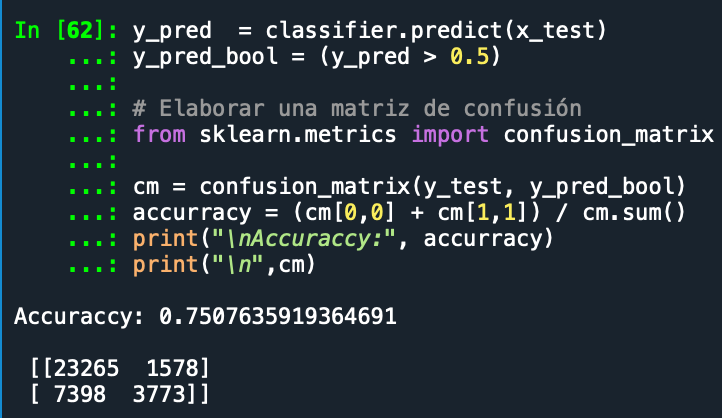 In [62]: y_pred  = classifier.predict(x_test)
    ...: y_pred_bool = (y_pred > 0.5)
    ...:
    ...: # Elaborar una matriz de confusión
    ...: from sklearn.metrics import confusion_matrix
    ...:
    ...: cm = confusion_matrix(y_test, y_pred_bool)
    ...: accurracy = (cm[0,0] + cm[1,1]) / cm.sum()
    ...: print("\nAccuraccy:", accurracy)
    ...: print("\n",cm)
Accuraccy: 0.7507635919364691
 [[23265  1578]
 [ 7398  3773]]